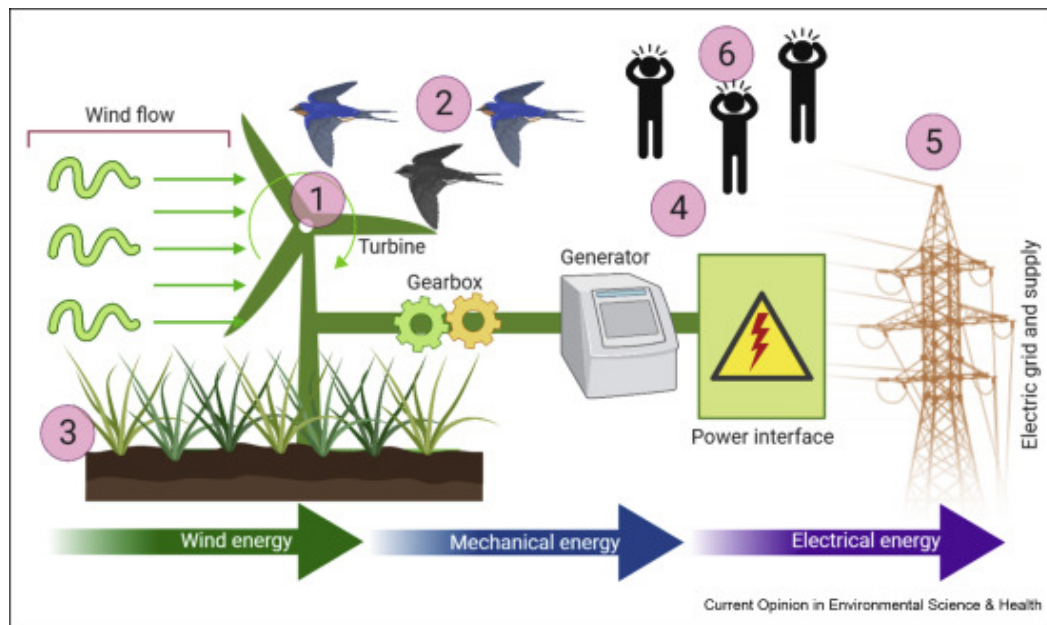 Wind flow
2
6
5
1
4
Turbine
Generator
Gearbox
Electric grid and supply
3
Power interface
Wind energy
Mechanical energy
Electrical energy
Current Opinion in Environmental Science & Health